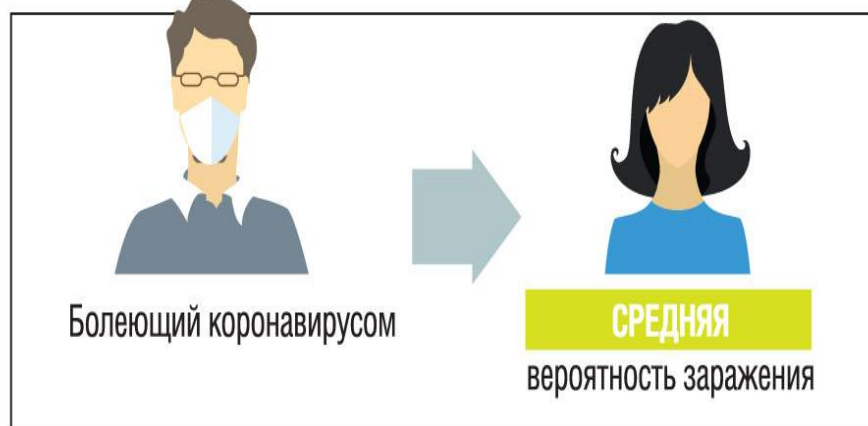 Болеющий коронавирусом
СРЕДНЯЯ
вероятность заражения